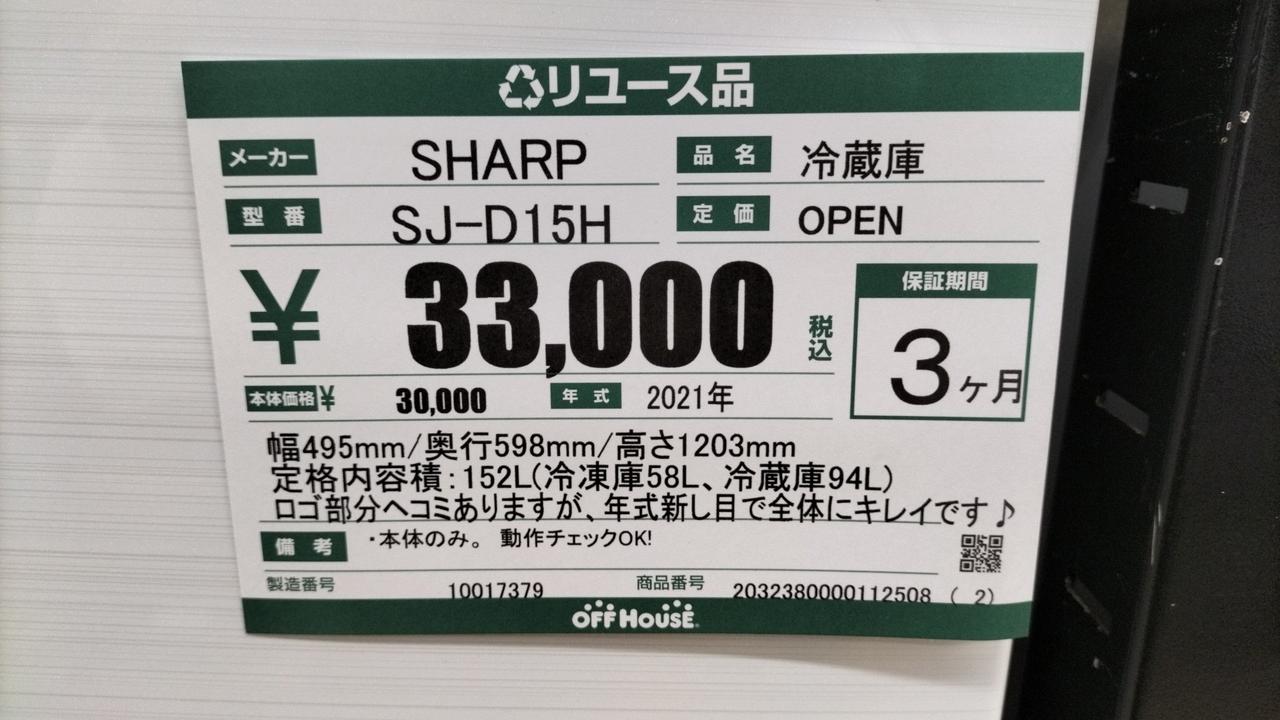 ♻リユース品
メーカー SHARP 品名 冷蔵庫
型番 SJ-D15H 定価 OPEN
¥ 33,000 税込
保証期間
3ヶ月
本体価格¥ 30,000 年式 2021年
幅495mm/奥行598mm/高さ1203mm
定格内容積:152L(冷凍庫58L、冷蔵庫94L)
ロゴ部分ヘコミありますが、年式新し目で全体にキレイです♪
備考 ・本体のみ。 動作チェックOK!
製造番号 10017379 商品番号 2032380000112508 ( 2)
OFF HOUSE